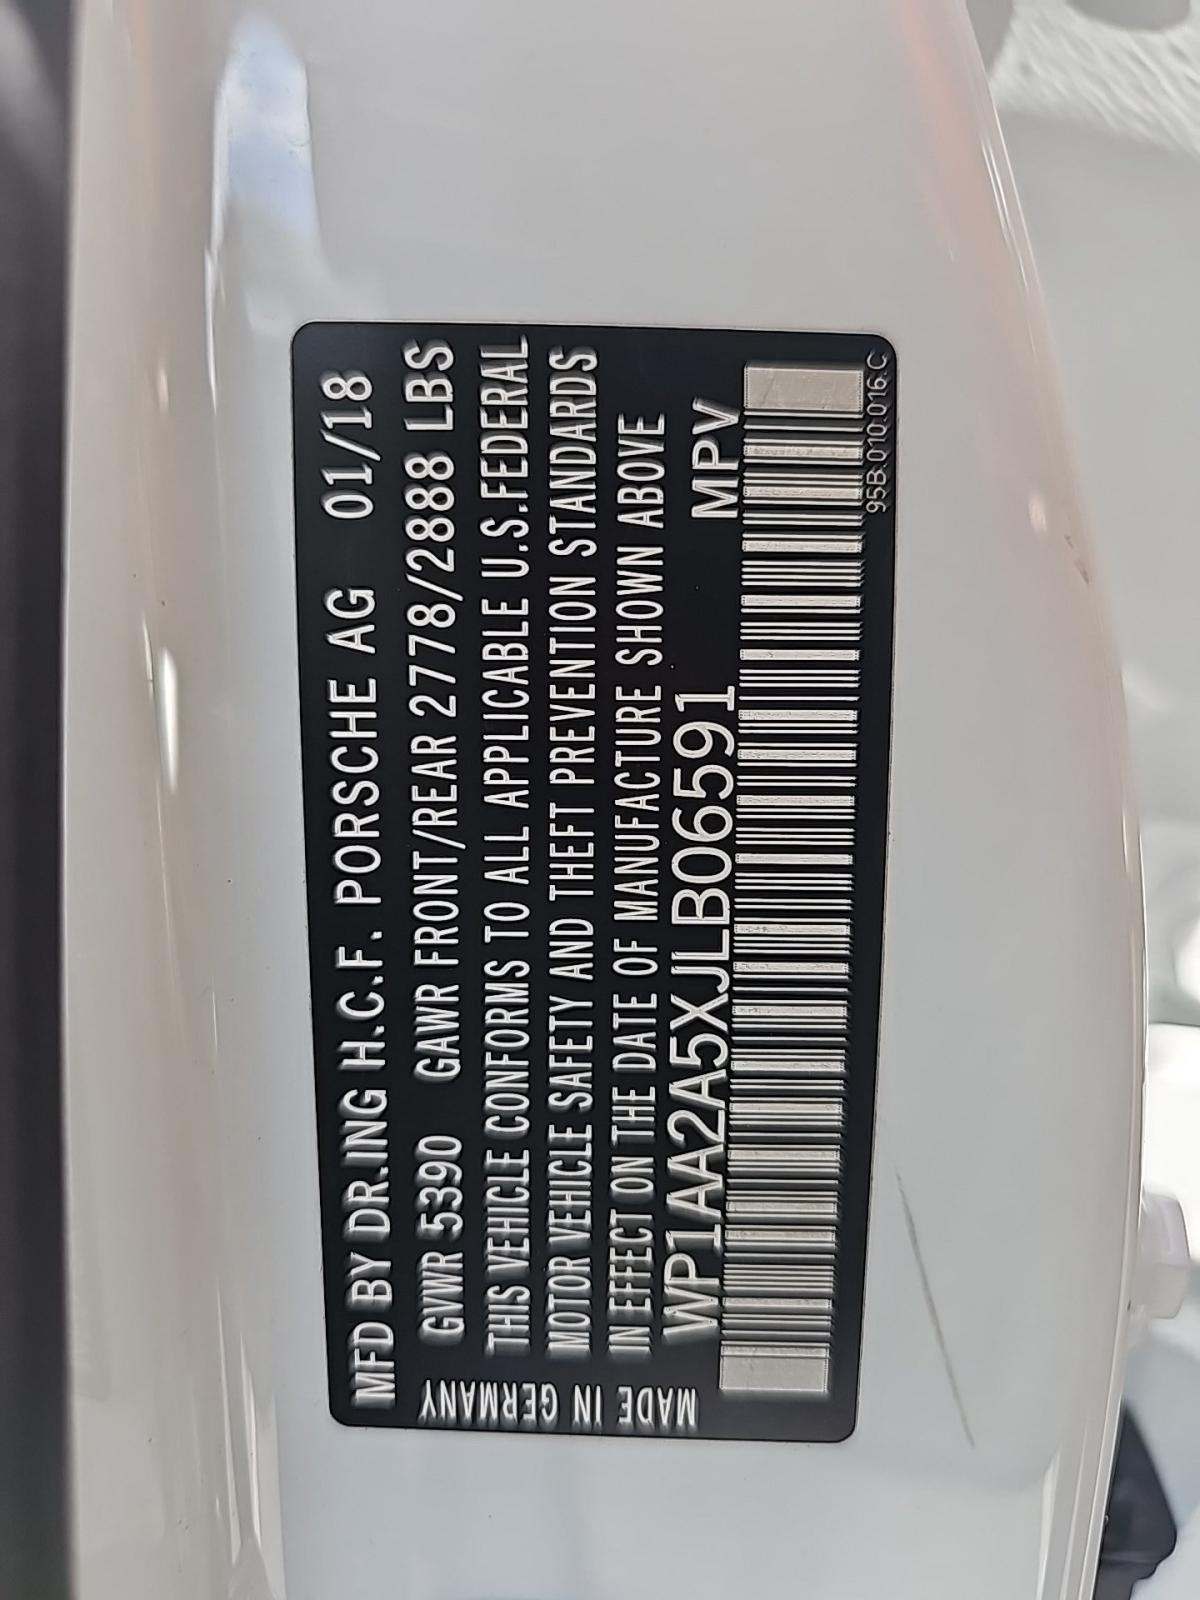 MFD BY DR.ING H.C.F. PORSCHE AG 01/18
GVWR 5390 GAWR FRONT/REAR 2778/2888 LBS
THIS VEHICLE CONFORMS TO ALL APPLICABLE U.S.FEDERAL
MOTOR VEHICLE SAFETY AND THEFT PREVENTION STANDARDS
IN EFFECT ON THE DATE OF MANUFACTURE SHOWN ABOVE
WP1AA2A5XJLB06591 MPV
95B.010.016.C
MADE IN GERMANY